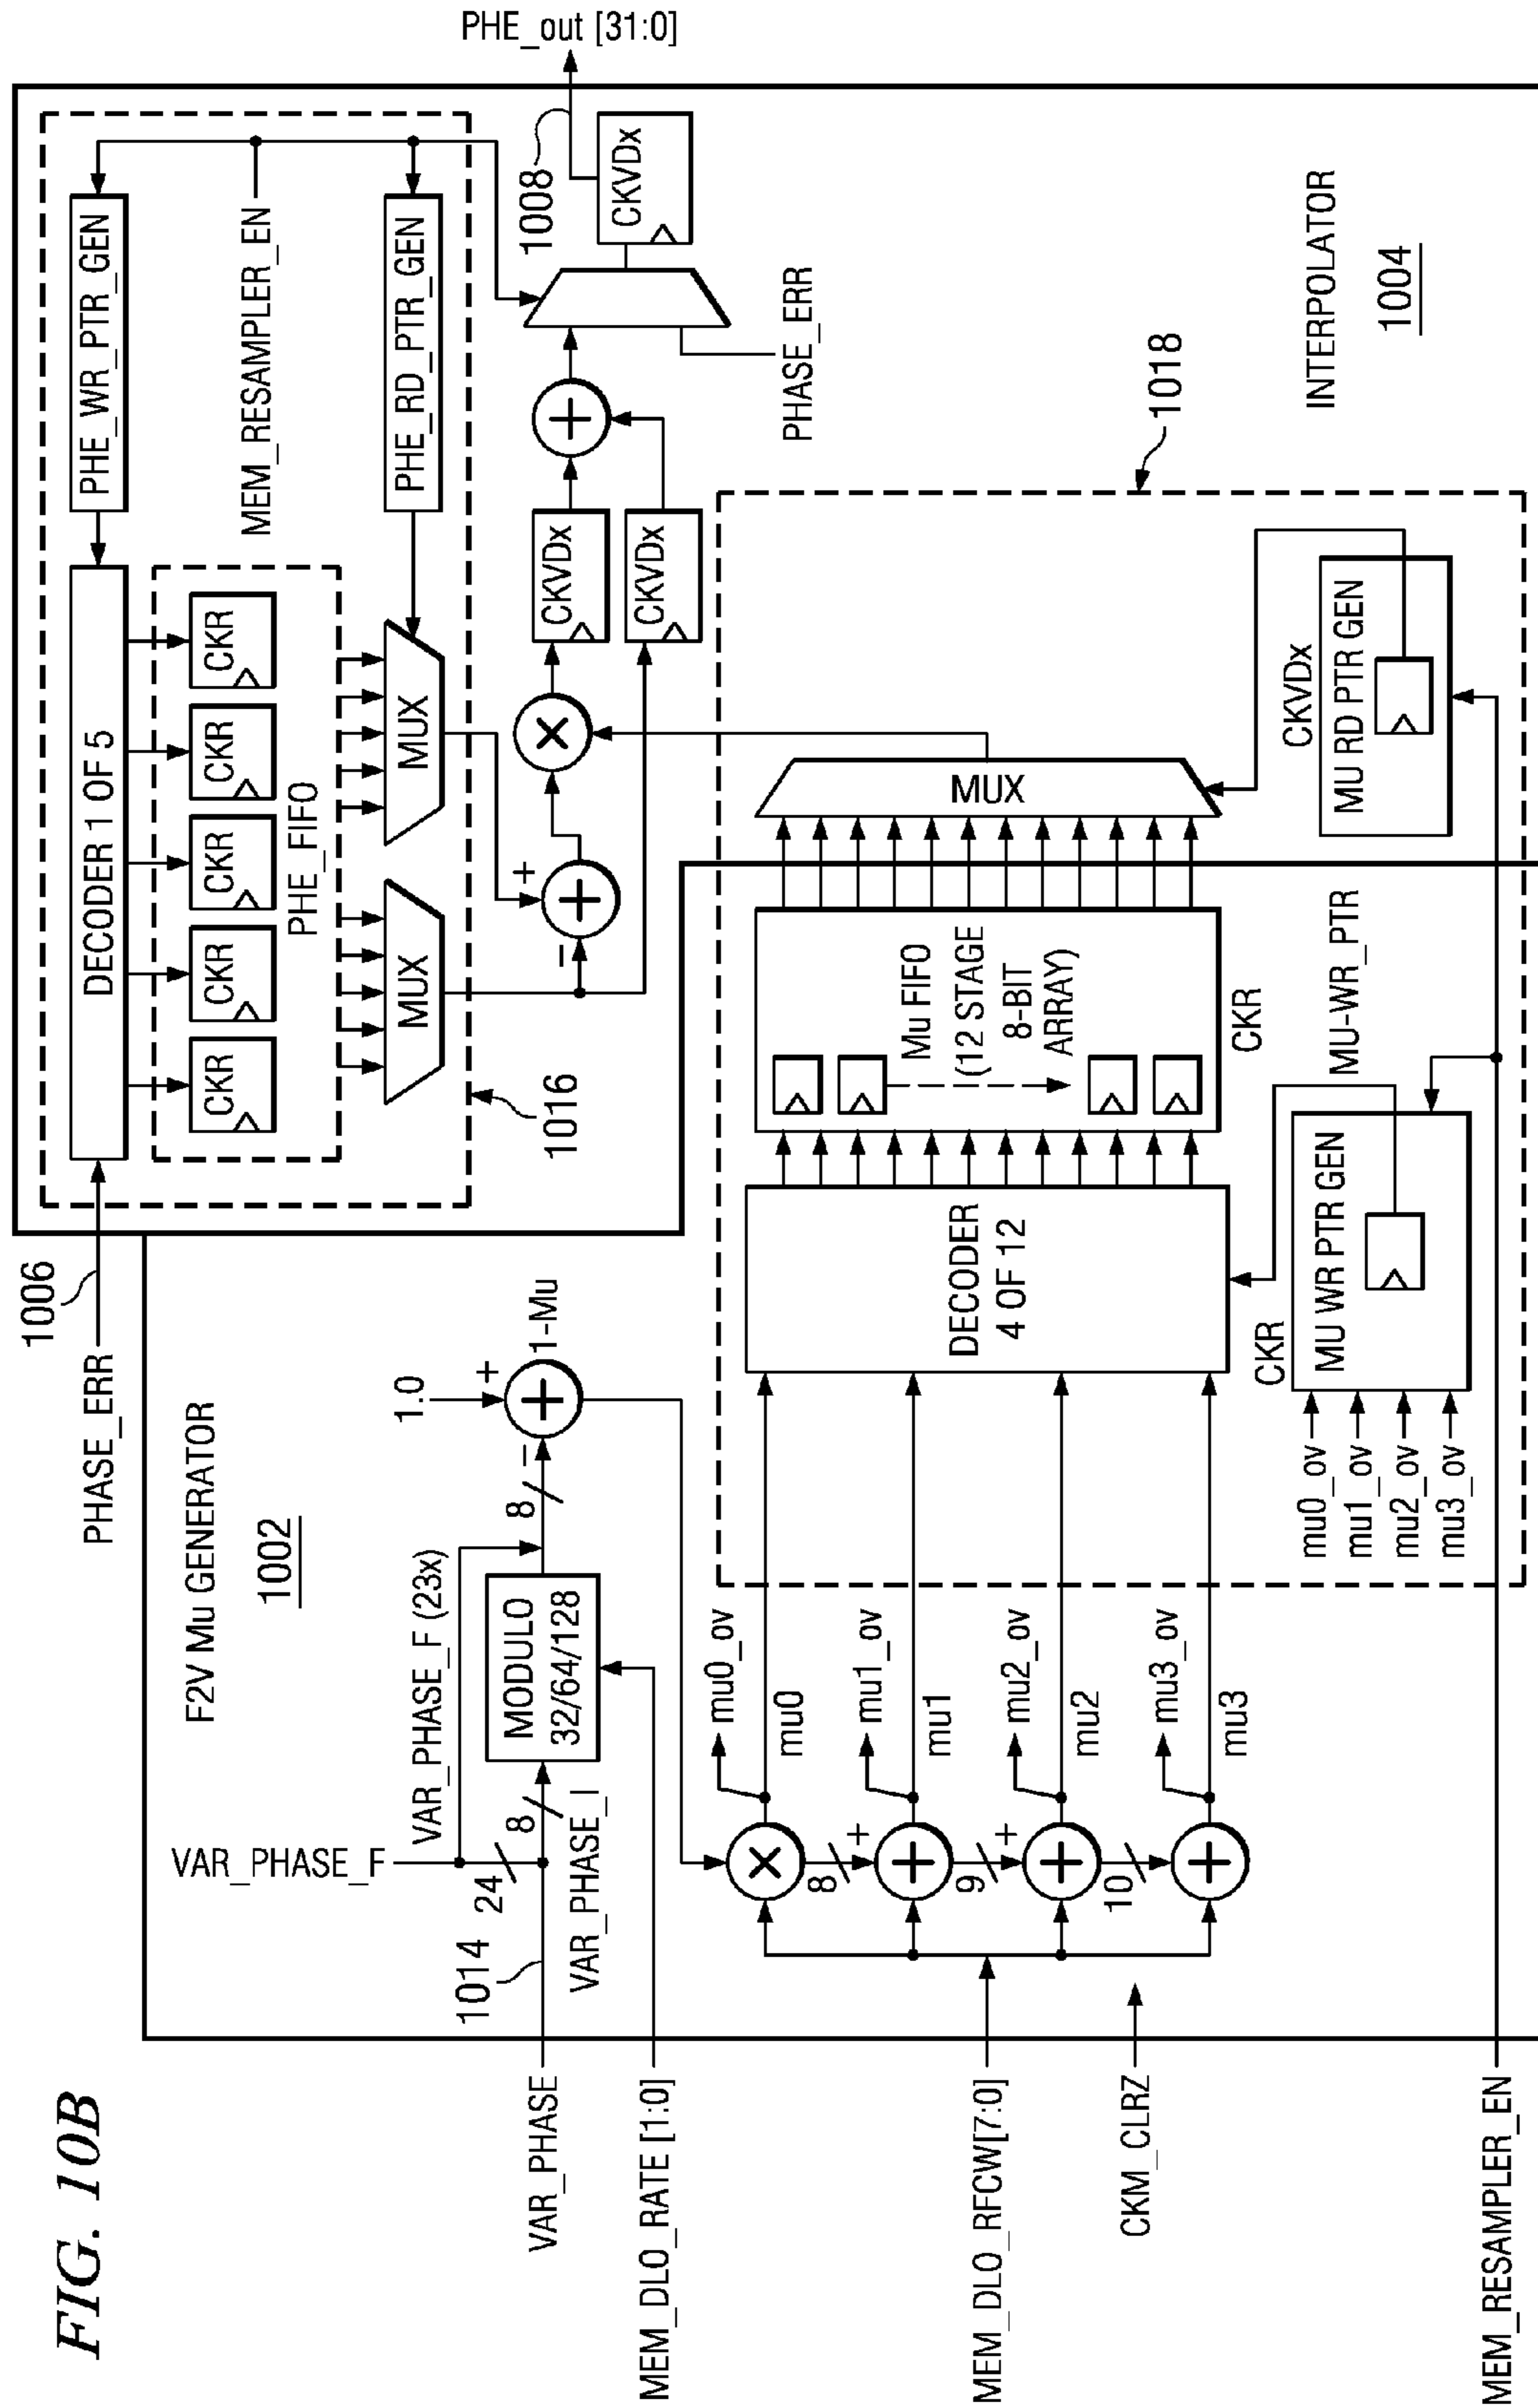 FIG. 10B
PHASE_ERR
1006
DECODER 1 OF 5
PHE_WR_PTR_GEN
CKR
CKR
CKR
CKR
CKR
PHE_FIFO
MEM_RESAMPLER_EN
MUX
MUX
PHE_RD_PTR_GEN
1016
PHE_out [31:0]
1008
CKVDx
CKVDx
CKVDx
+
−
PHASE_ERR
INTERPOLATOR
1004
1018
F2V Mu GENERATOR
1002
VAR_PHASE_F
VAR_PHASE_F (23x)
24
8
1014
VAR_PHASE_I
VAR_PHASE
MODULO
32/64/128
8
−
1.0
+
1-Mu
MEM_DLO_RATE [1:0]
mu0_ov
mu0
8
+
mu1_ov
mu1
9
+
mu2_ov
mu2
10
mu3_ov
mu3
MEM_DLO_RFCW[7:0]
CKM_CLRZ
DECODER
4 OF 12
Mu FIFO
(12 STAGE
8-BIT
ARRAY)
CKR
MUX
CKR
MU-WR_PTR
MU WR PTR GEN
mu0_ov
mu1_ov
mu2_ov
mu3_ov
CKVDx
MU RD PTR GEN
MEM_RESAMPLER_EN